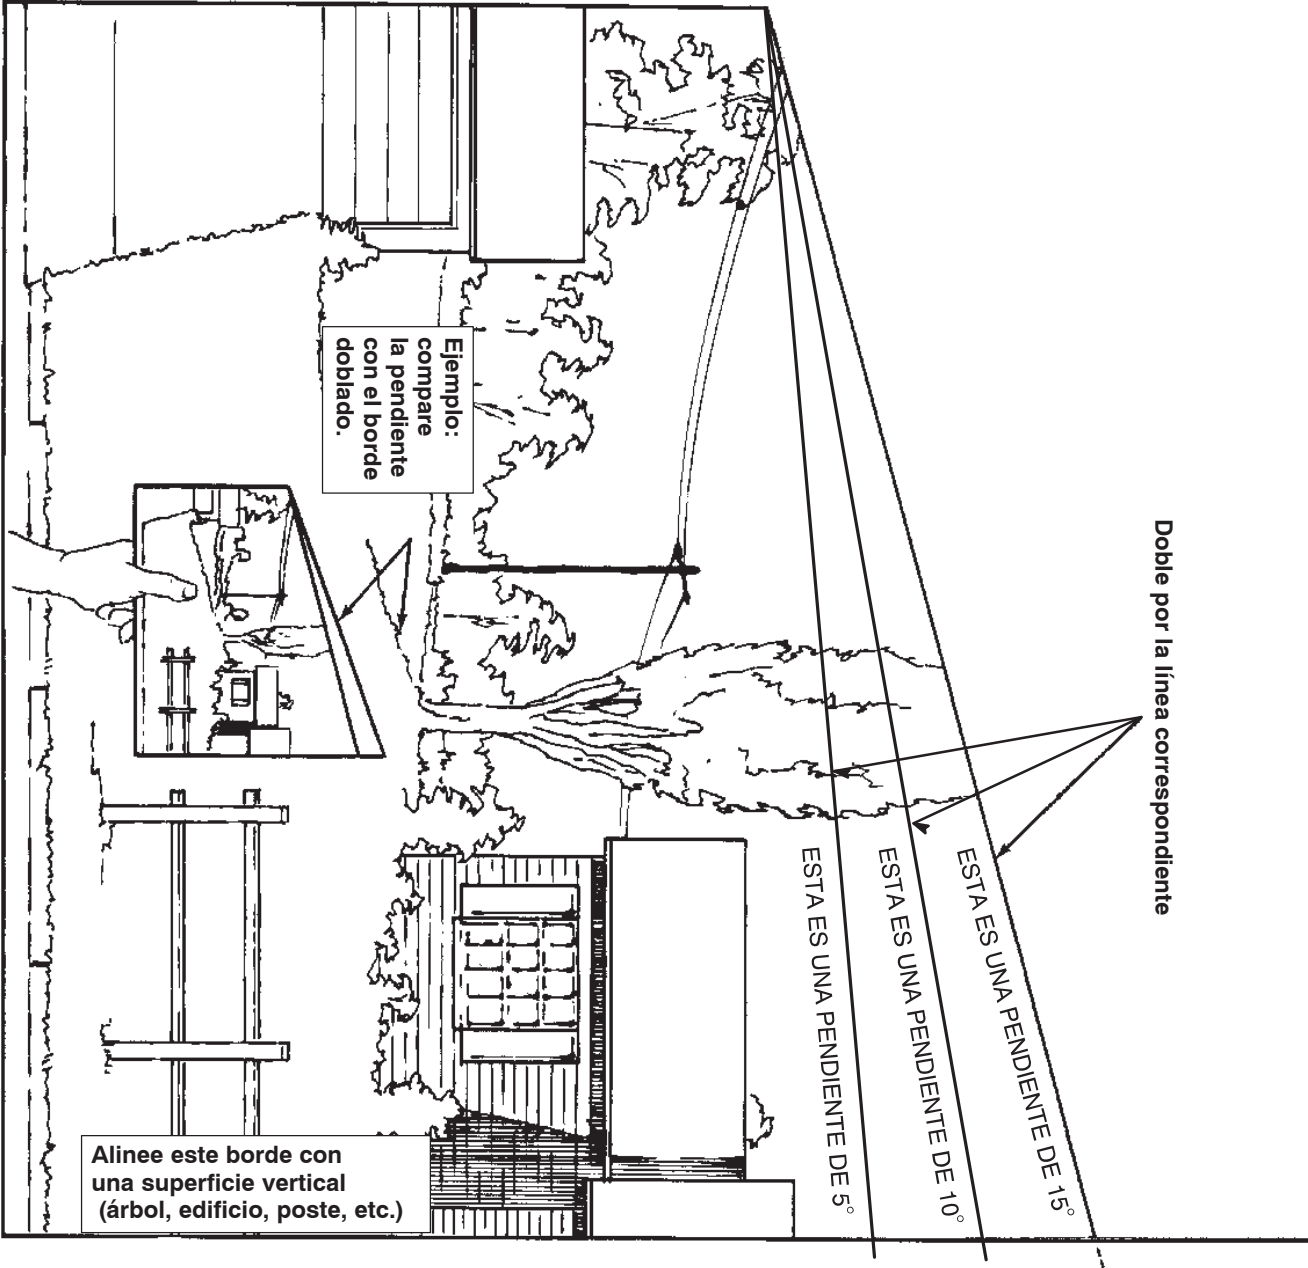 Doble por la línea correspondiente
ESTA ES UNA PENDIENTE DE 15°
ESTA ES UNA PENDIENTE DE 10°
ESTA ES UNA PENDIENTE DE 5°
Ejemplo:
compare
la pendiente
con el borde
doblado.
Alinee este borde con
una superficie vertical
(árbol, edificio, poste, etc.)